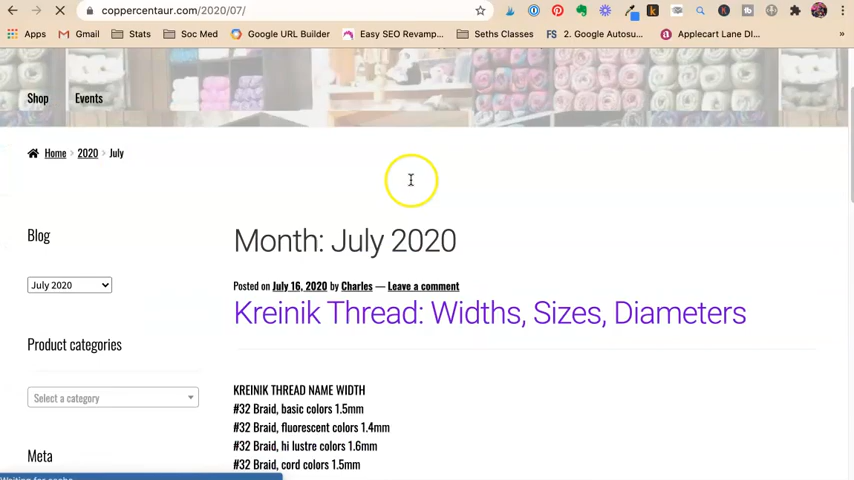 coppercentaur.com/2020/07/
Apps Gmail Stats Soc Med Google URL Builder Easy SEO Revamp... Seths Classes FS 2. Google Autosu... Applecart Lane DI... »
Shop Events
Home > 2020 > July
Blog
Month: July 2020
July 2020
Posted on July 16, 2020 by Charles — Leave a comment
Kreinik Thread: Widths, Sizes, Diameters
Product categories
Select a category
KREINIK THREAD NAME WIDTH
#32 Braid, basic colors 1.5mm
#32 Braid, fluorescent colors 1.4mm
#32 Braid, hi lustre colors 1.6mm
Meta
#32 Braid, cord colors 1.5mm